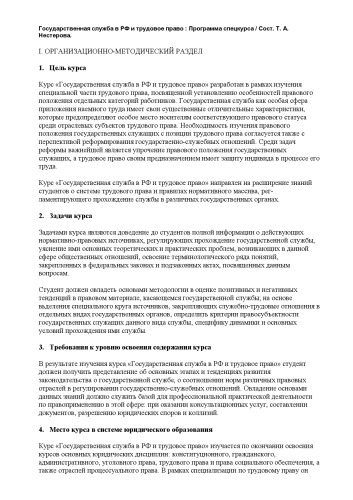 Государственная служба в РФ и трудовое право : Программа спецкурса / Сост. Т. А.
Нестерова.
I. ОРГАНИЗАЦИОННО-МЕТОДИЧЕСКИЙ РАЗДЕЛ
1. Цель курса
Курс «Государственная служба в РФ и трудовое право» разработан в рамках изучения
специальной части трудового права, посвященной установлению особенностей правового
положения отдельных категорий работников. Государственная служба как особая сфера
приложения наемного труда имеет свои существенные отличительные характеристики,
которые предопределяют особое место носителям соответствующего правового статуса
среди отраслевых субъектов трудового права. Необходимость изучения правового
положения государственных служащих с позиции трудового права согласуется также с
перспективой реформирования государственно-служебных отношений. Среди задач
реформы важнейшей является упрочение правового положения государственных
служащих, а трудовое право своим предназначением имеет защиту индивида в процессе его
труда.
Курс «Государственная служба в РФ и трудовое право» направлен на расширение знаний
студентов о системе трудового права и правилах нормативного массива, рег-
ламентирующего прохождение службы в различных государственных органах.
2. Задачи курса
Задачами курса являются доведение до студентов полной информации о действующих
нормативно-правовых источниках, регулирующих прохождение государственной службы,
уяснение ими основных теоретических и практических проблем, возникающих в данной
сфере общественных отношений, освоение терминологического ряда понятий,
закрепленных в федеральных законах и подзаконных актах, посвященных данным
вопросам.
Студент должен овладеть основами методологии в оценке позитивных и негативных
тенденций в правовом материале, касающемся государственной службы, на основе
выделения специального круга источников, закрепляющих служебно-трудовые отношения в
отдельных видах государственных органов, определить критерии правосубъектности
государственных служащих данного вида службы, специфику динамики и основных
условий прохождения ими службы.
3. Требования к уровню освоения содержания курса
В результате изучения курса «Государственная служба в РФ и трудовое право» студент
должен получить представление об основных этапах и тенденциях развития
законодательства о государственной службе, о соотношении норм различных правовых
отраслей в регулировании государственно-служебных отношений. Овладение основами
данных знаний должно служить базой для профессиональной практической деятельности
по правоприменению в этой сфере: при оказании консультационных услуг, составлении
документов, разрешению юридических споров и коллизий.
4. Место курса в системе юридического образования
Курс «Государственная служба в РФ и трудовое право» изучается по окончании освоения
курсов основных юридических дисциплин: конституционного, гражданского,
административного, уголовного права, трудового права и права социального обеспечения, а
также отраслей процессуального права. В рамках специализации по трудовому праву он